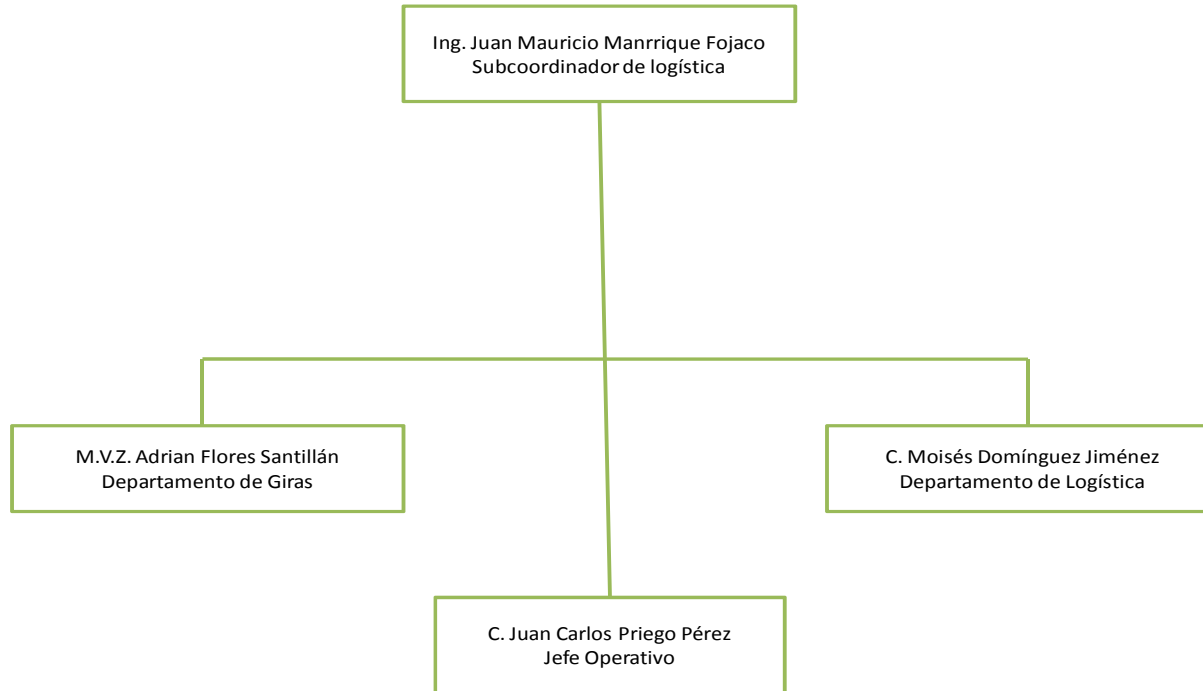 Ing. Juan Mauricio Manrrique Fojaco
Subcoordinador de logística
M.V.Z. Adrian Flores Santillán
Departamento de Giras
C. Moisés Domínguez Jiménez
Departamento de Logística
C. Juan Carlos Priego Pérez
Jefe Operativo